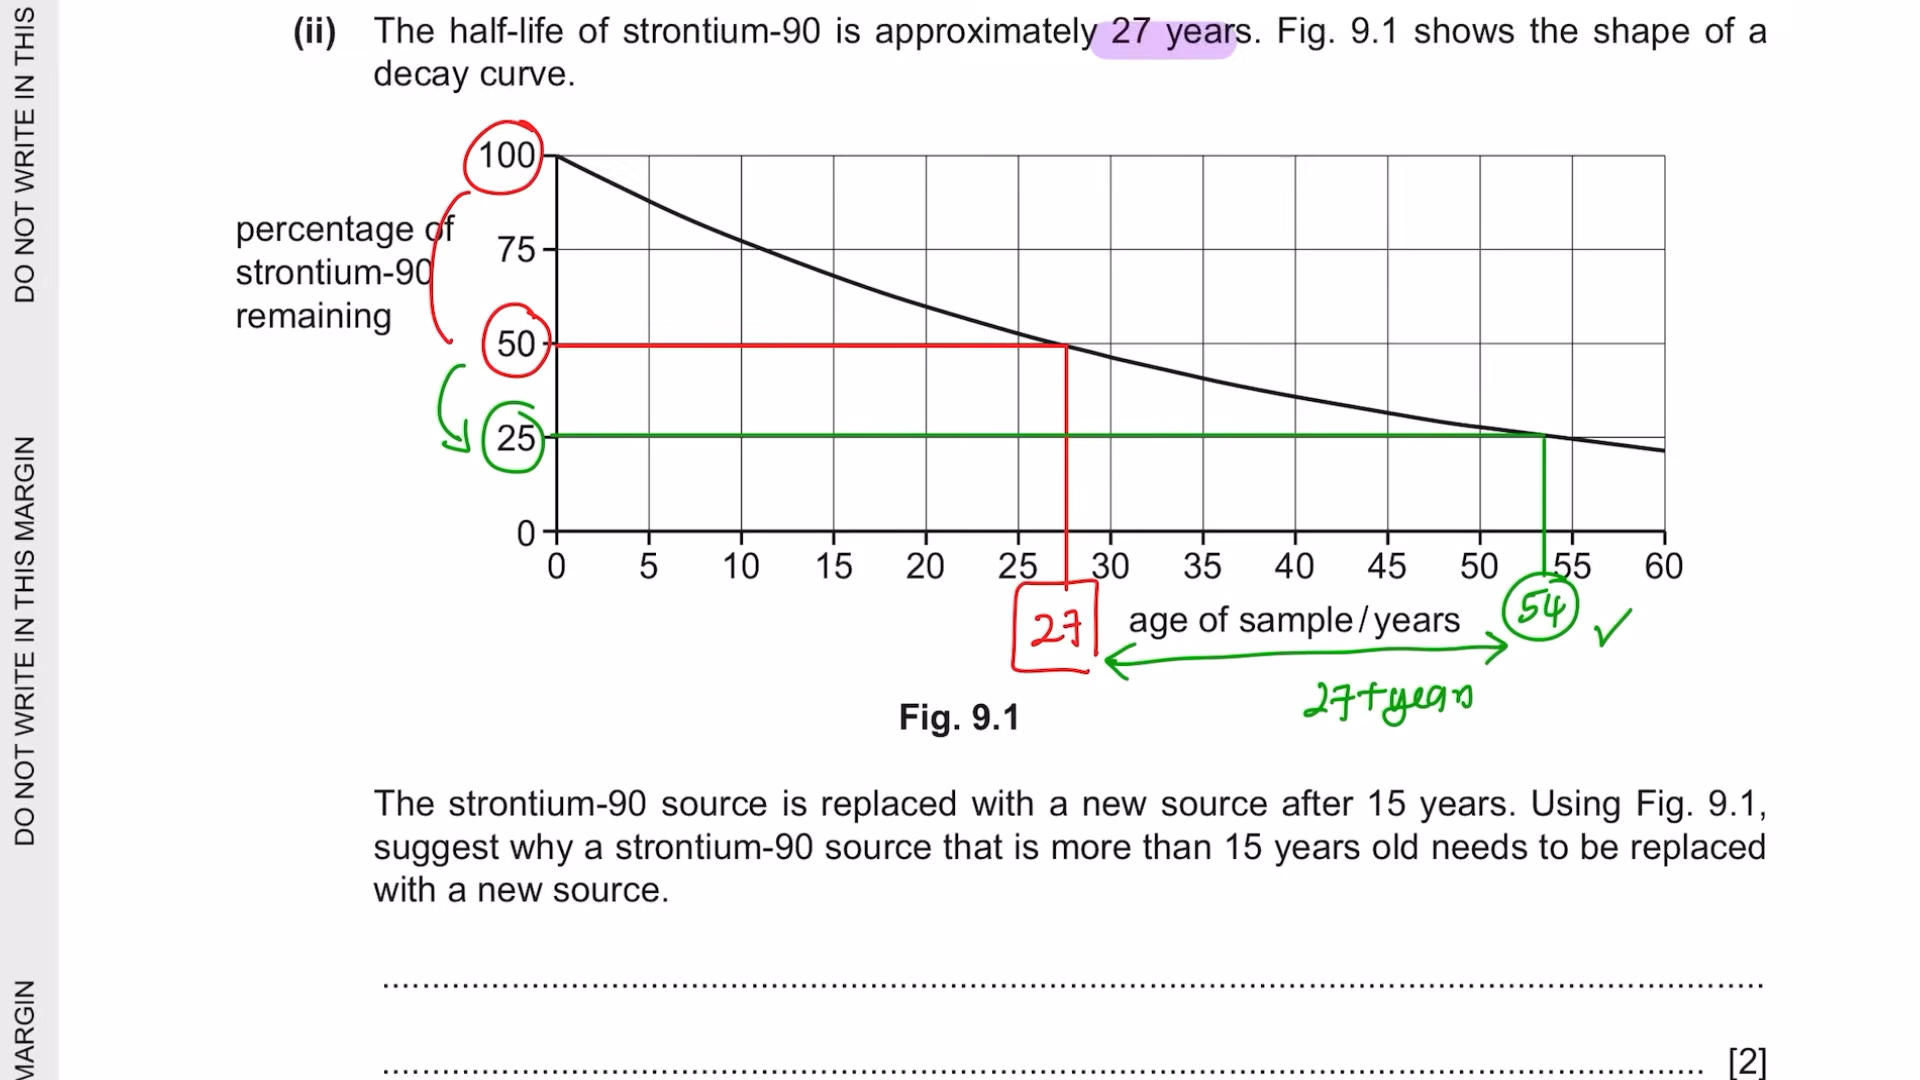 DO NOT WRITE IN THIS
DO NOT WRITE IN THIS MARGIN
MARGIN
(ii) The half-life of strontium-90 is approximately 27 years. Fig. 9.1 shows the shape of a
decay curve.
100
75
50
25
0
percentage of
strontium-90
remaining
0 5 10 15 20 25 30 35 40 45 50 55 60
27
age of sample/years
54
27+years
Fig. 9.1
The strontium-90 source is replaced with a new source after 15 years. Using Fig. 9.1,
suggest why a strontium-90 source that is more than 15 years old needs to be replaced
with a new source.
[2]